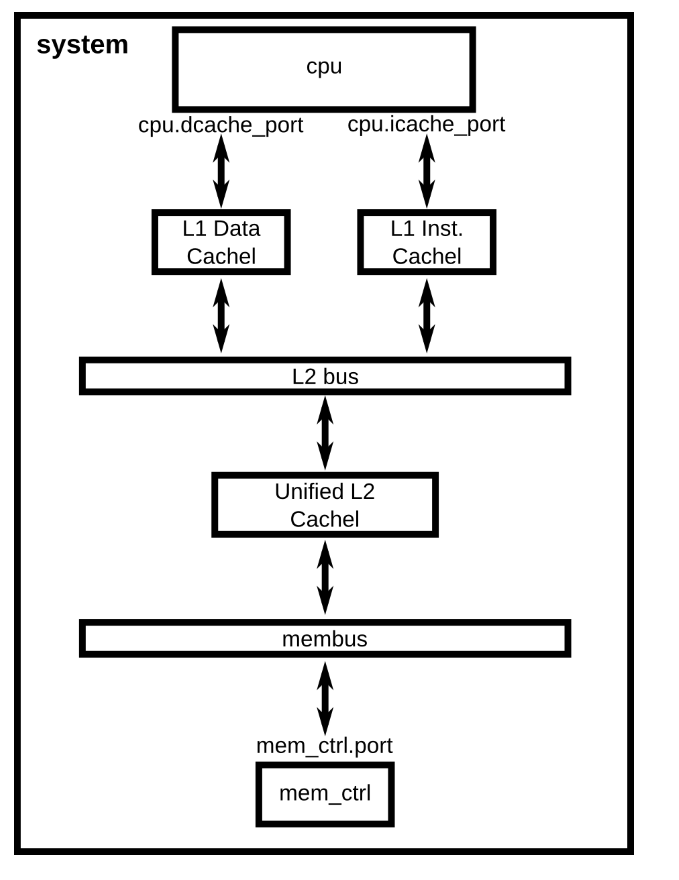 system
cpu
cpu.dcache_port
cpu.icache_port
L1 Data
Cachel
L1 Inst.
Cachel
L2 bus
Unified L2
Cachel
membus
mem_ctrl.port
mem_ctrl